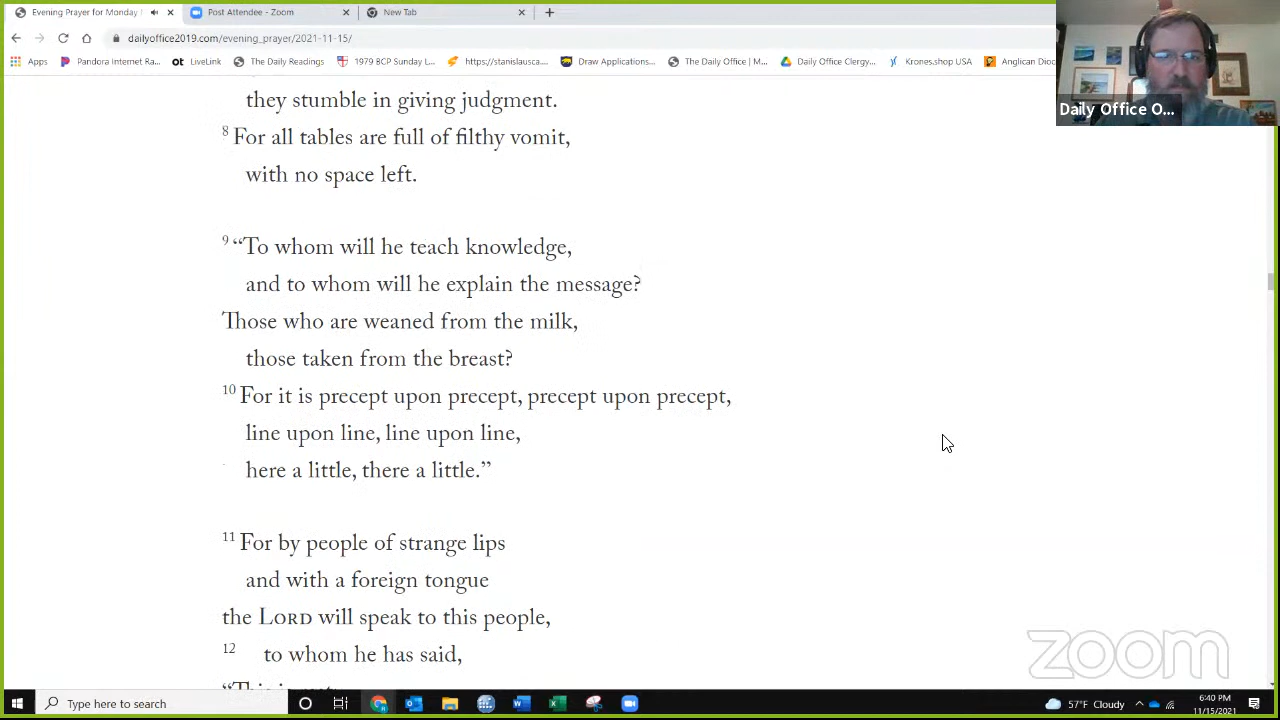 Evening Prayer for Monday
Post Attendee - Zoom
New Tab
dailyoffice2019.com/evening_prayer/2021-11-15/
Apps
Pandora Internet Ra...
ot LiveLink
The Daily Readings
1979 BCP Sunday L...
https://stanislausca...
Draw Applications...
The Daily Office | M...
Daily Office Clergy...
Krones.shop USA
Anglican Dioc
Daily Office O...
they stumble in giving judgment.
8 For all tables are full of filthy vomit,
with no space left.
9 “To whom will he teach knowledge,
and to whom will he explain the message?
Those who are weaned from the milk,
those taken from the breast?
10 For it is precept upon precept, precept upon precept,
line upon line, line upon line,
here a little, there a little.”
11 For by people of strange lips
and with a foreign tongue
the LORD will speak to this people,
12 to whom he has said,
“This is
zoom
Type here to search
57°F Cloudy
6:40 PM
11/15/2021